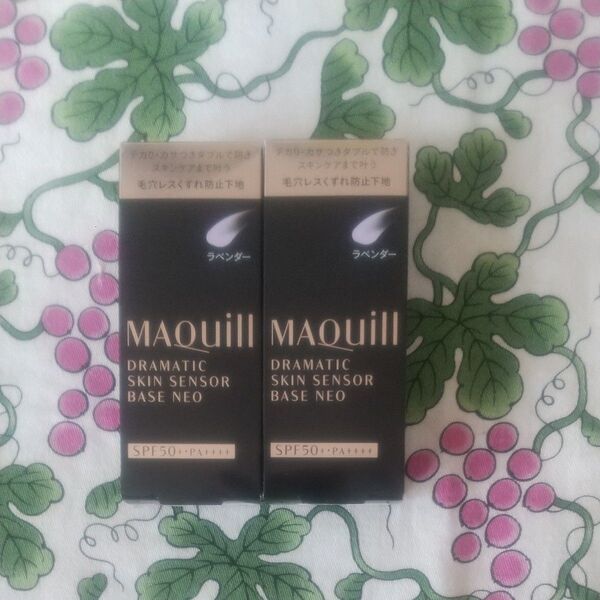 テカリ・カサつきダブルで防ぎ
スキンケアまで叶う
毛穴レスくずれ防止下地
ラベンダー
MAQuill
DRAMATIC
SKIN SENSOR
BASE NEO
SPF50+・PA++++
テカリ・カサつきダブルで防ぎ
スキンケアまで叶う
毛穴レスくずれ防止下地
ラベンダー
MAQuill
DRAMATIC
SKIN SENSOR
BASE NEO
SPF50+・PA++++